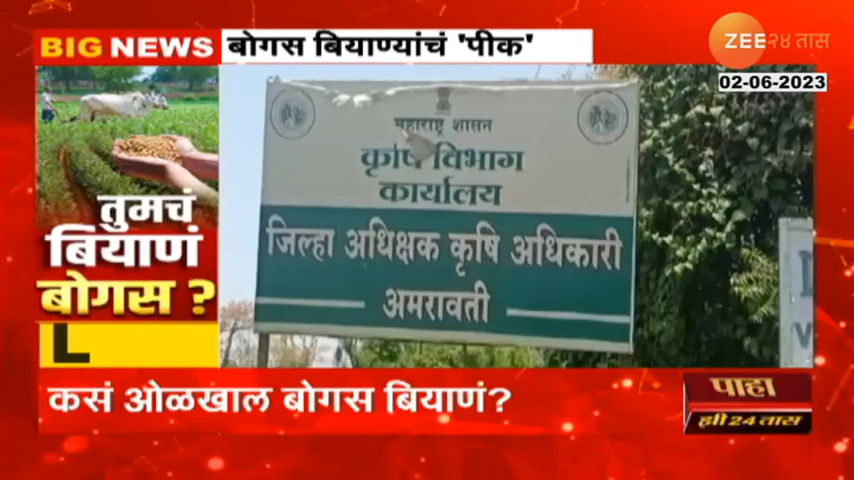 BIG NEWS
बोगस बियाण्यांचं 'पीक'
ZEE २४ तास
02-06-2023
महाराष्ट्र शासन
कृषि विभाग
कार्यालय
जिल्हा अधिक्षक कृषि अधिकारी
अमरावती
तुमचं
बियाणं
बोगस ?
L
कसं ओळखाल बोगस बियाणं?
पाहा
झी 24 तास